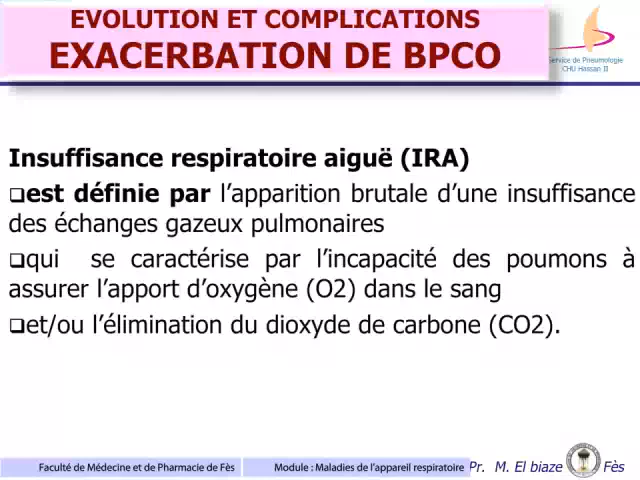 EVOLUTION ET COMPLICATIONS
EXACERBATION DE BPCO
Service de Pneumologie
CHU Hassan II
Insuffisance respiratoire aiguë (IRA)
❑est définie par l’apparition brutale d’une insuffisance
des échanges gazeux pulmonaires
❑qui se caractérise par l’incapacité des poumons à
assurer l’apport d’oxygène (O2) dans le sang
❑et/ou l’élimination du dioxyde de carbone (CO2).
Faculté de Médecine et de Pharmacie de Fès
Module : Maladies de l’appareil respiratoire
Pr. M. El biaze
Fès